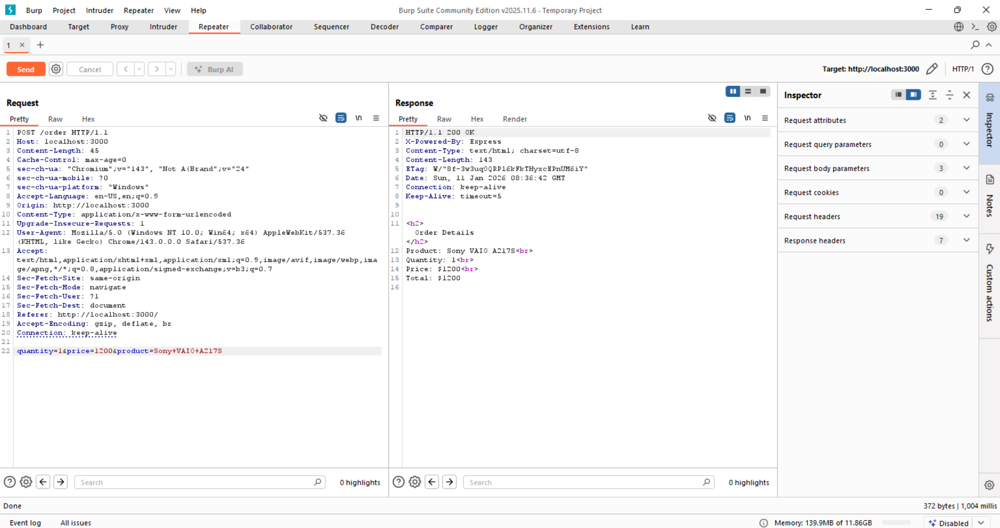 Burp Project Intruder Repeater View Help
Burp Suite Community Edition v2025.11.6 - Temporary Project
Dashboard Target Proxy Intruder Repeater Collaborator Sequencer Decoder Comparer Logger Organizer Extensions Learn
1
Send Cancel Burp AI
Target: http://localhost:3000 HTTP/1
Request
Pretty Raw Hex \n
1 POST /order HTTP/1.1
2 Host: localhost:3000
3 Content-Length: 45
4 Cache-Control: max-age=0
5 sec-ch-ua: "Chromium";v="143", "Not A(Brand";v="24"
6 sec-ch-ua-mobile: ?0
7 sec-ch-ua-platform: "Windows"
8 Accept-Language: en-US,en;q=0.9
9 Origin: http://localhost:3000
10 Content-Type: application/x-www-form-urlencoded
11 Upgrade-Insecure-Requests: 1
12 User-Agent: Mozilla/5.0 (Windows NT 10.0; Win64; x64) AppleWebKit/537.36
(KHTML, like Gecko) Chrome/143.0.0.0 Safari/537.36
13 Accept:
text/html,application/xhtml+xml,application/xml;q=0.9,image/avif,image/webp,ima
ge/apng,*/*;q=0.8,application/signed-exchange;v=b3;q=0.7
14 Sec-Fetch-Site: same-origin
15 Sec-Fetch-Mode: navigate
16 Sec-Fetch-User: ?1
17 Sec-Fetch-Dest: document
18 Referer: http://localhost:3000/
19 Accept-Encoding: gzip, deflate, br
20 Connection: keep-alive
21
22 quantity=1&price=1200&product=Sony+VAIO+A217S
Search
0 highlights
Response
Pretty Raw Hex Render \n
1 HTTP/1.1 200 OK
2 X-Powered-By: Express
3 Content-Type: text/html; charset=utf-8
4 Content-Length: 143
5 ETag: W/"8f-3w3uq0QRPl6kFkTHyxcEPnUM6iY"
6 Date: Sun, 11 Jan 2026 08:36:42 GMT
7 Connection: keep-alive
8 Keep-Alive: timeout=5
9
10
11 <h2>
Order Details
</h2>
12 Product: Sony VAIO A217S<br>
13 Quantity: 1<br>
14 Price: $1200<br>
15 Total: $1200
16
Search
0 highlights
Inspector
Request attributes 2
Request query parameters 0
Request body parameters 3
Request cookies 0
Request headers 19
Response headers 7
Inspector
Notes
Custom actions
Done
372 bytes | 1,004 millis
Event log All issues
Memory: 139.9MB of 11.86GB
Disabled